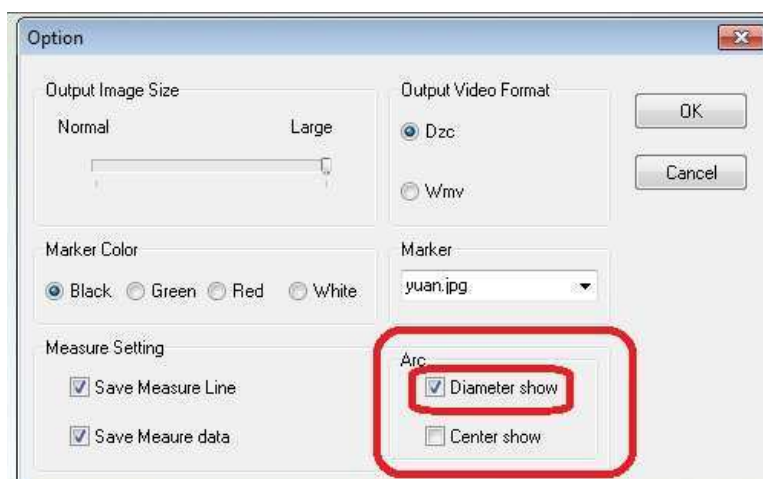 Option
Output Image Size
Normal Large
Output Video Format
Dzc
Wmv
OK
Cancel
Marker Color
Black Green Red White
Marker
yuan.jpg
Measure Setting
Save Measure Line
Save Meaure data
Arc
Diameter show
Center show